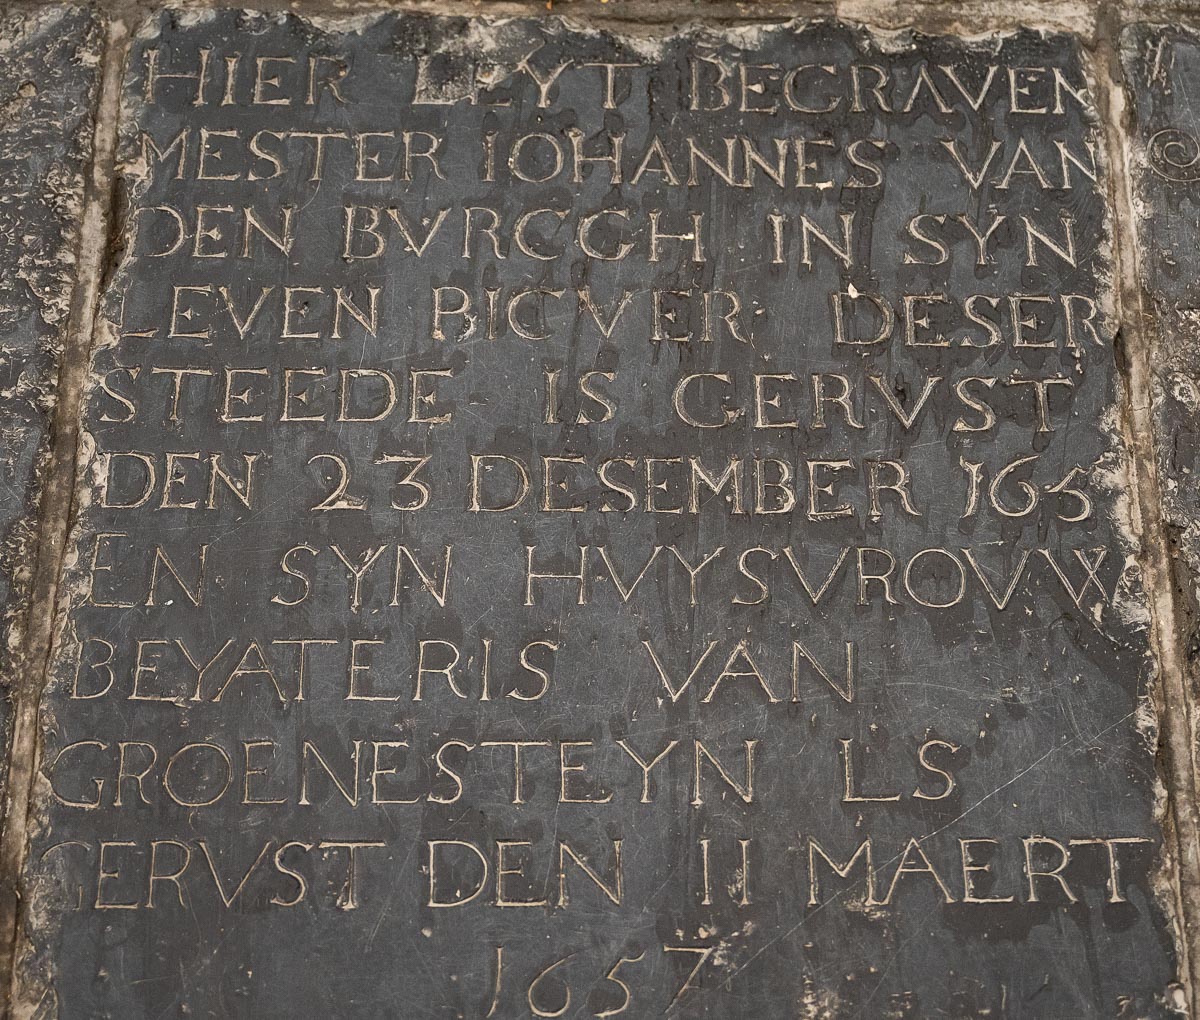 HIER LEYT BEGRAVEN
MESTER IOHANNES VAN
DEN BVRCGH IN SYN
LEVEN BICVER DESER
STEEDE IS GERVST
DEN 23 DESEMBER 165
EN SYN HVYSVROVW
BEYATERIS VAN
GROENESTEYN LS
GERVST DEN 11 MAERT
1657